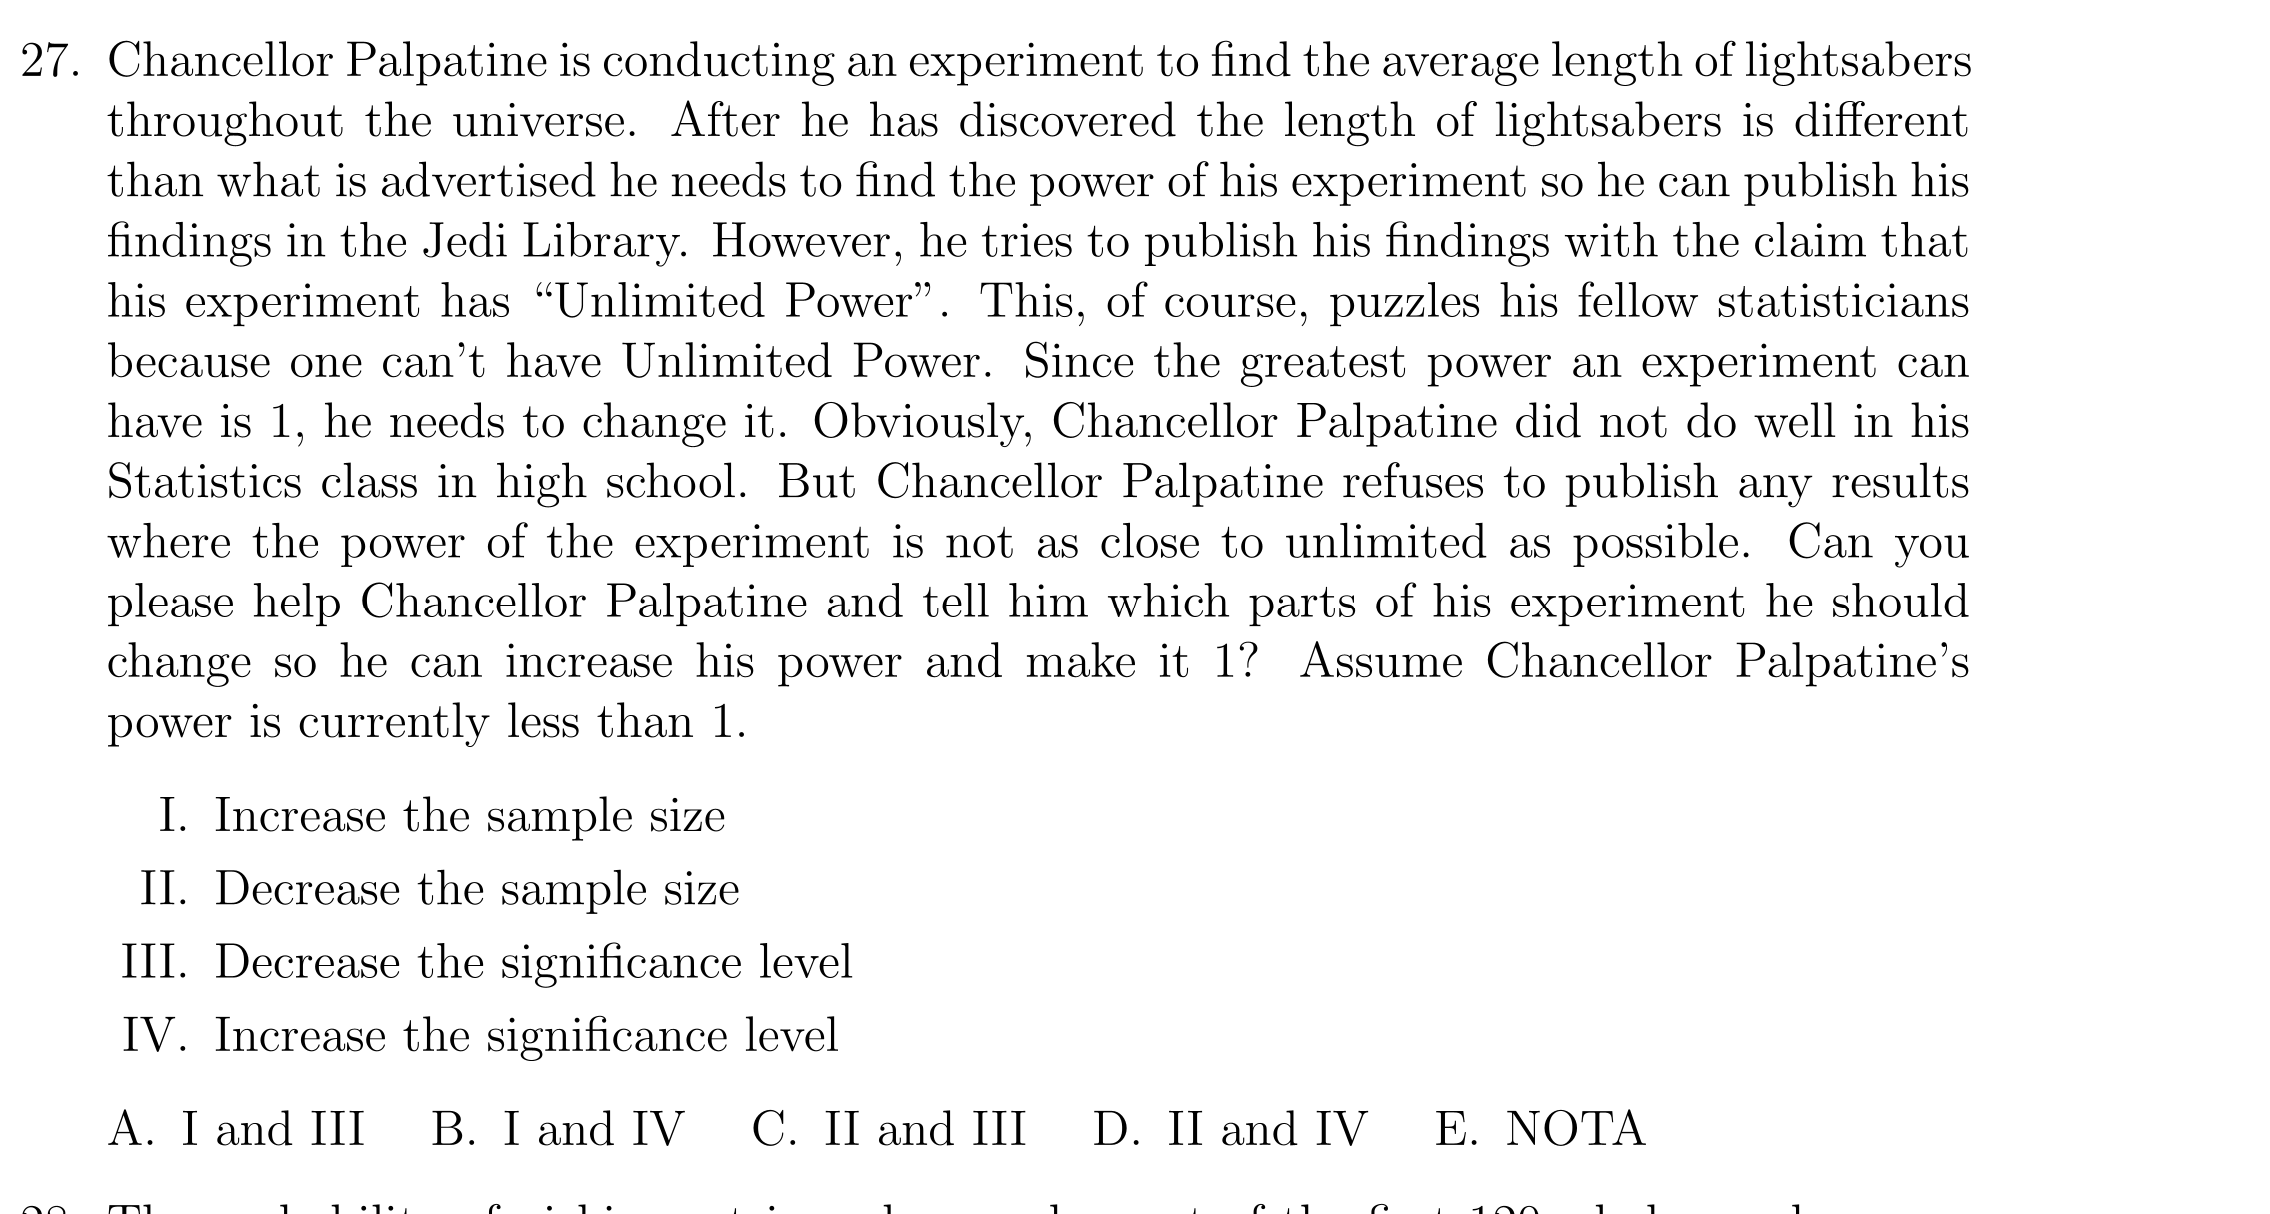 27. Chancellor Palpatine is conducting an experiment to find the average length of lightsabers
throughout the universe. After he has discovered the length of lightsabers is different
than what is advertised he needs to find the power of his experiment so he can publish his
findings in the Jedi Library. However, he tries to publish his findings with the claim that
his experiment has “Unlimited Power”. This, of course, puzzles his fellow statisticians
because one can’t have Unlimited Power. Since the greatest power an experiment can
have is 1, he needs to change it. Obviously, Chancellor Palpatine did not do well in his
Statistics class in high school. But Chancellor Palpatine refuses to publish any results
where the power of the experiment is not as close to unlimited as possible. Can you
please help Chancellor Palpatine and tell him which parts of his experiment he should
change so he can increase his power and make it 1? Assume Chancellor Palpatine’s
power is currently less than 1.
I. Increase the sample size
II. Decrease the sample size
III. Decrease the significance level
IV. Increase the significance level
A. I and III B. I and IV C. II and III D. II and IV E. NOTA